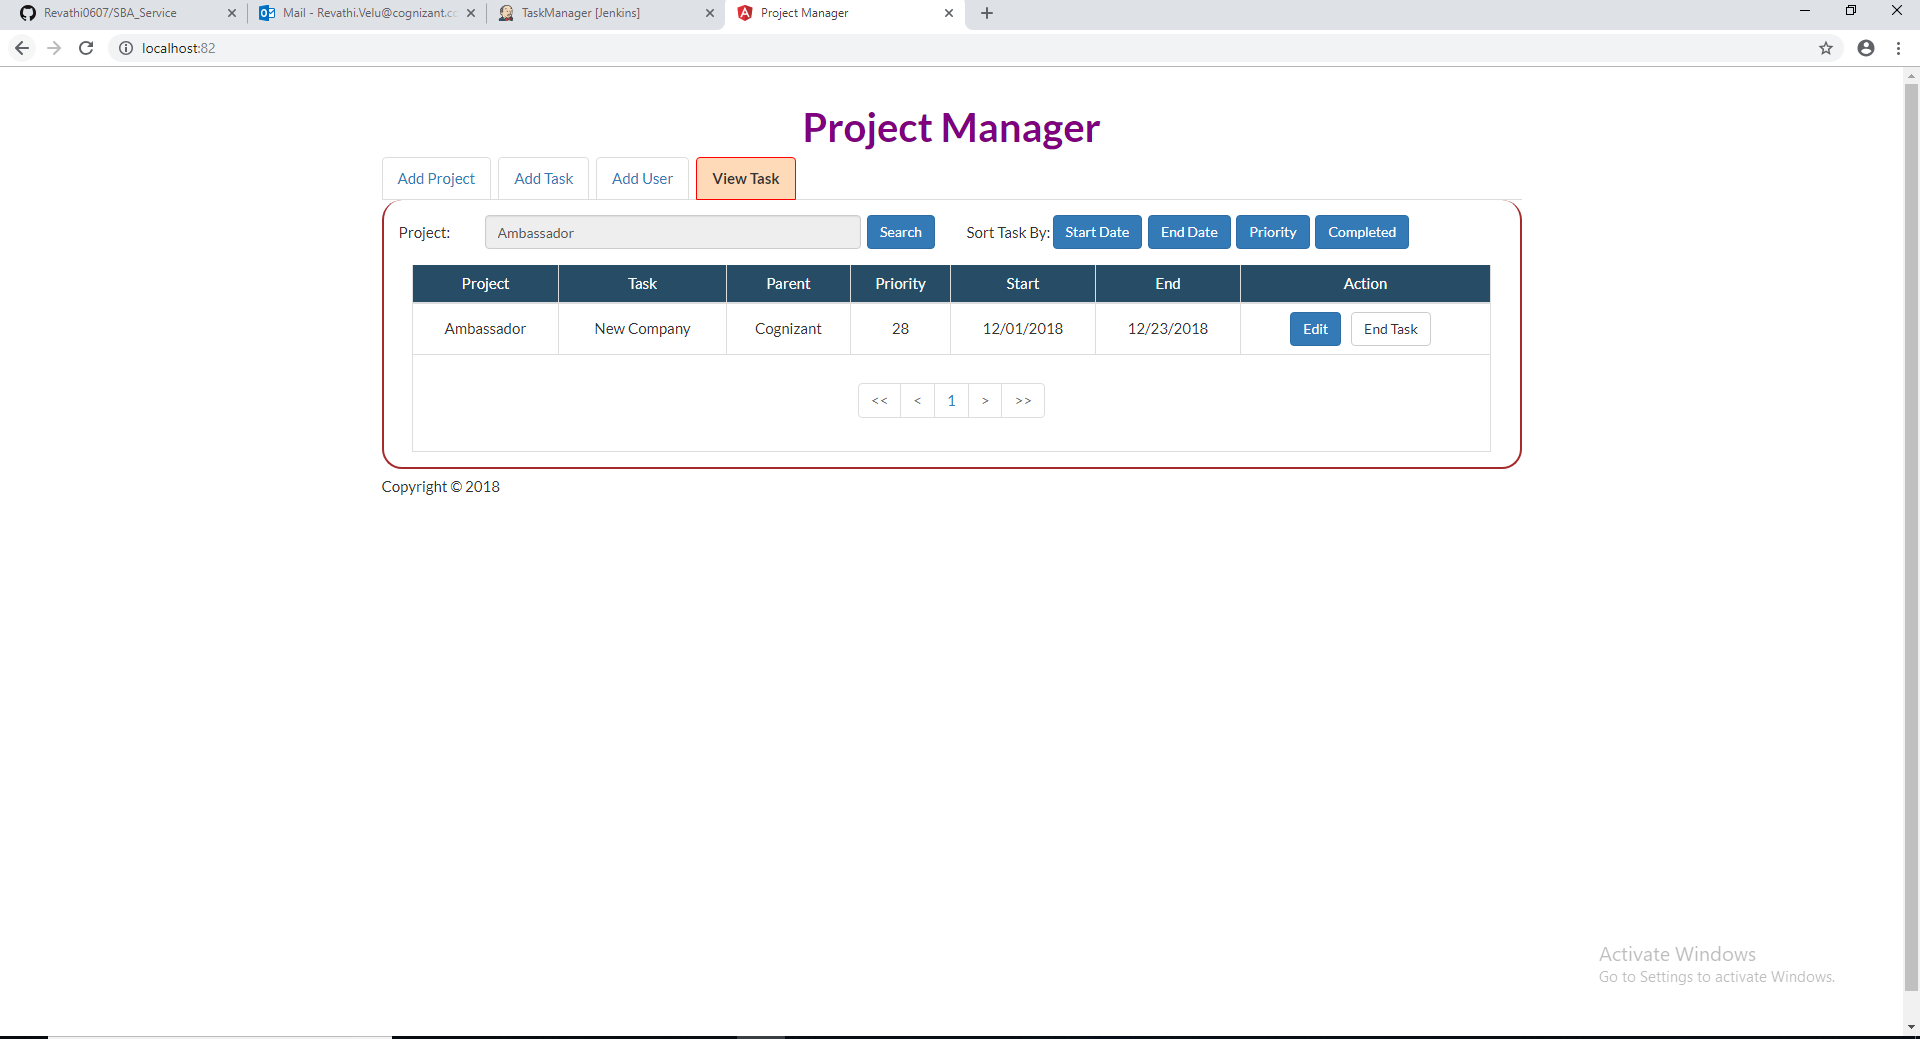 Revathi0607/SBA_Service
Mail - Revathi.Velu@cognizant.cc
TaskManager [Jenkins]
Project Manager
localhost:82
Project Manager
Add Project
Add Task
Add User
View Task
Project: Ambassador Search Sort Task By: Start Date End Date Priority Completed
Project Task Parent Priority Start End Action
Ambassador New Company Cognizant 28 12/01/2018 12/23/2018 Edit End Task
<< < 1 > >>
Copyright © 2018
Activate Windows
Go to Settings to activate Windows.